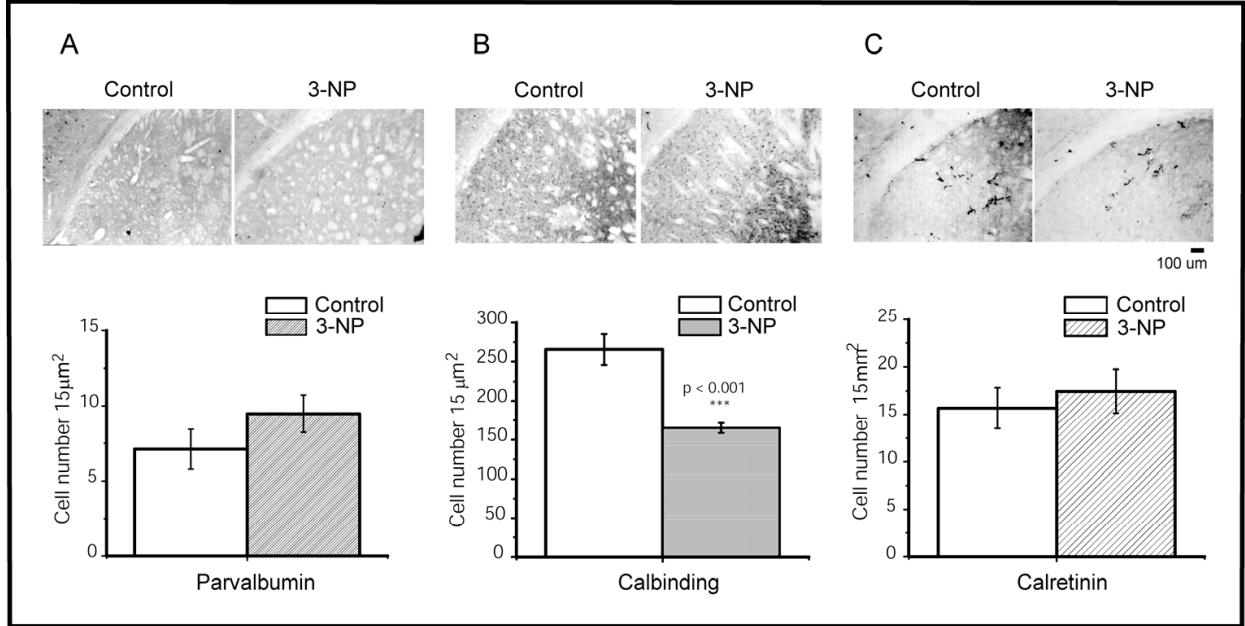 A
B
C
Control
3-NP
Control
3-NP
Control
3-NP
100 um
Control
3-NP
15
10
5
0
Cell number 15μm²
Parvalbumin
Control
3-NP
300
250
200
150
100
50
0
Cell number 15 μm²
p < 0.001
***
Calbinding
Control
3-NP
25
20
15
10
5
0
Cell number 15mm²
Calretinin